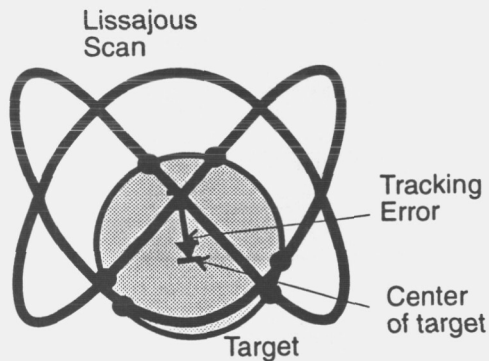 Lissajous
Scan
Tracking
Error
Center
of target
Target